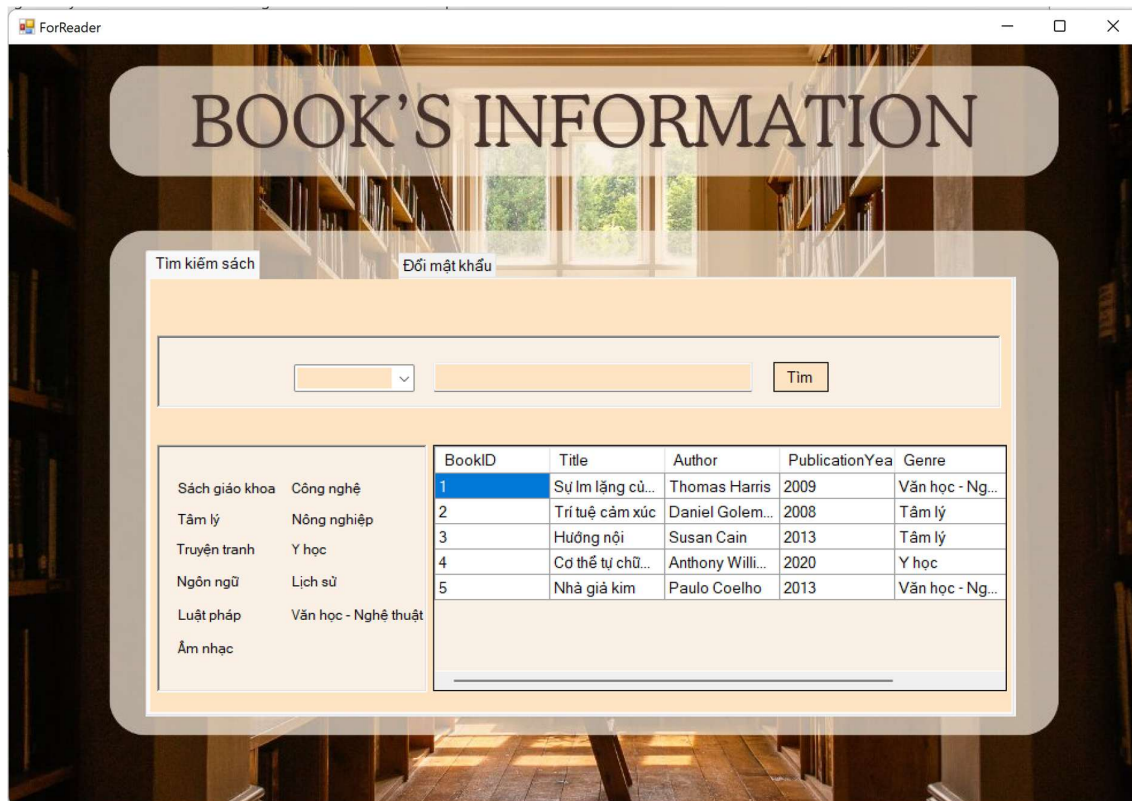 ForReader
BOOK'S INFORMATION
Tìm kiếm sách Đổi mật khẩu
Tìm
Sách giáo khoa Công nghệ
Tâm lý Nông nghiệp
Truyện tranh Y học
Ngôn ngữ Lịch sử
Luật pháp Văn học - Nghệ thuật
Âm nhạc
BookID Title Author PublicationYea Genre
1 Sự Im lặng củ... Thomas Harris 2009 Văn học - Ng...
2 Trí tuệ cảm xúc Daniel Golem... 2008 Tâm lý
3 Hướng nội Susan Cain 2013 Tâm lý
4 Cơ thể tự chữ... Anthony Willi... 2020 Y học
5 Nhà giả kim Paulo Coelho 2013 Văn học - Ng...